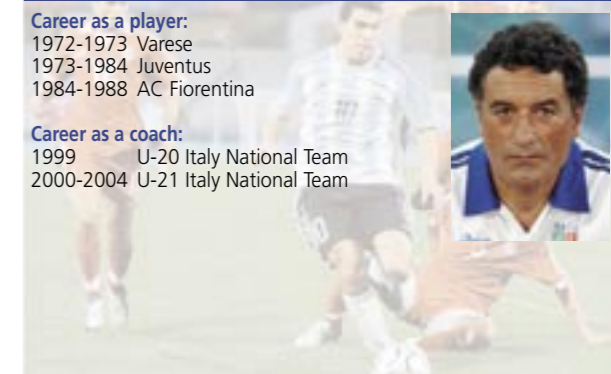 Career as a player:
1972-1973 Varese
1973-1984 Juventus
1984-1988 AC Fiorentina
Career as a coach:
1999 U-20 Italy National Team
2000-2004 U-21 Italy National Team